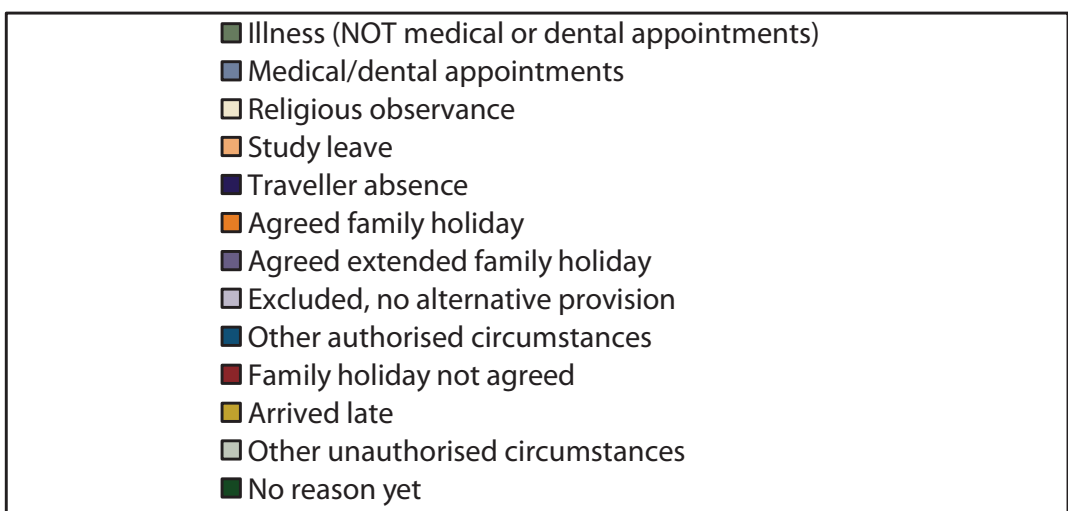 Illness (NOT medical or dental appointments)
Medical/dental appointments
Religious observance
Study leave
Traveller absence
Agreed family holiday
Agreed extended family holiday
Excluded, no alternative provision
Other authorised circumstances
Family holiday not agreed
Arrived late
Other unauthorised circumstances
No reason yet